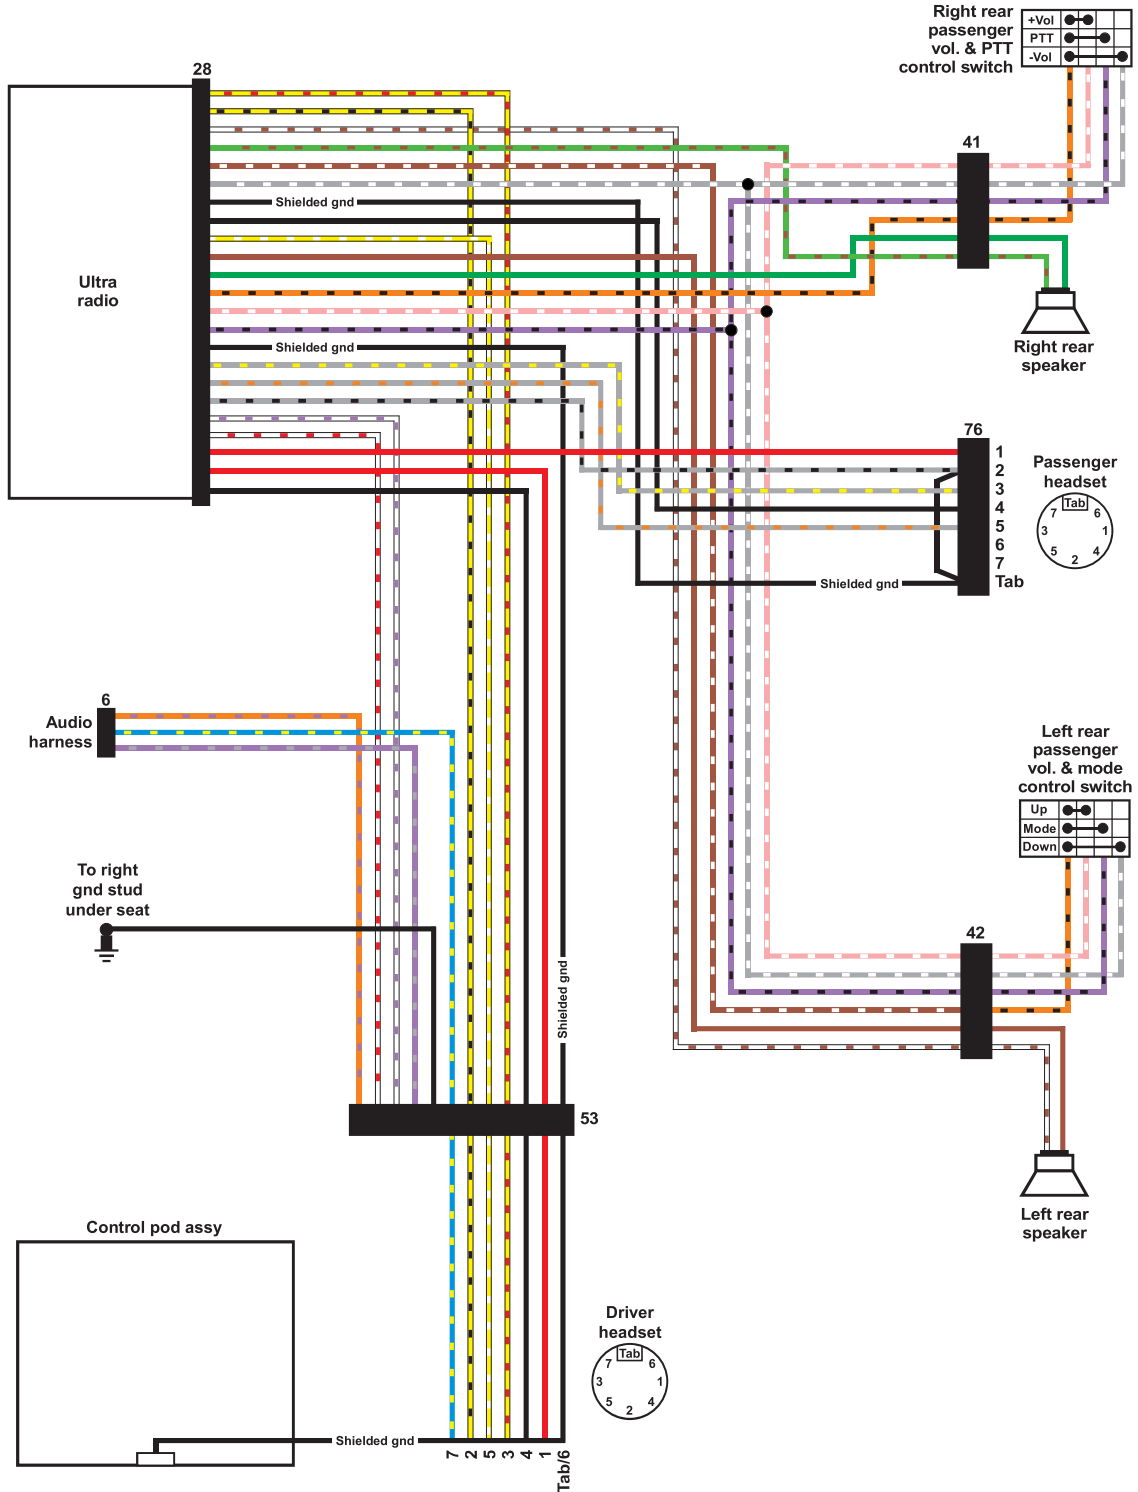 Right rear
passenger
vol. & PTT
control switch
+Vol
PTT
-Vol
28
41
Shielded gnd
Ultra
radio
Right rear
speaker
Shielded gnd
76
1
2
3
4
5
6
7
Tab
Passenger
headset
Tab
7
6
3
1
5
4
2
Shielded gnd
6
Audio
harness
Left rear
passenger
vol. & mode
control switch
Up
Mode
Down
To right
gnd stud
under seat
42
Shielded gnd
53
Left rear
speaker
Control pod assy
Driver
headset
Tab
7
6
3
1
5
4
2
Shielded gnd
7
2
5
3
4
1
Tab/6